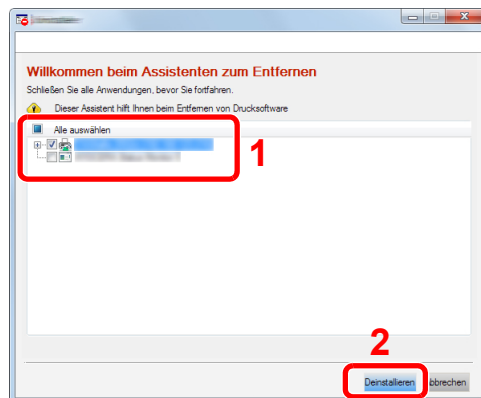 Willkommen beim Assistenten zum Entfernen
Schließen Sie alle Anwendungen, bevor Sie fortfahren.
Dieser Assistent hilft Ihnen beim Entfernen von Drucksoftware
Alle auswählen
1
2
Deinstallieren bbrechen